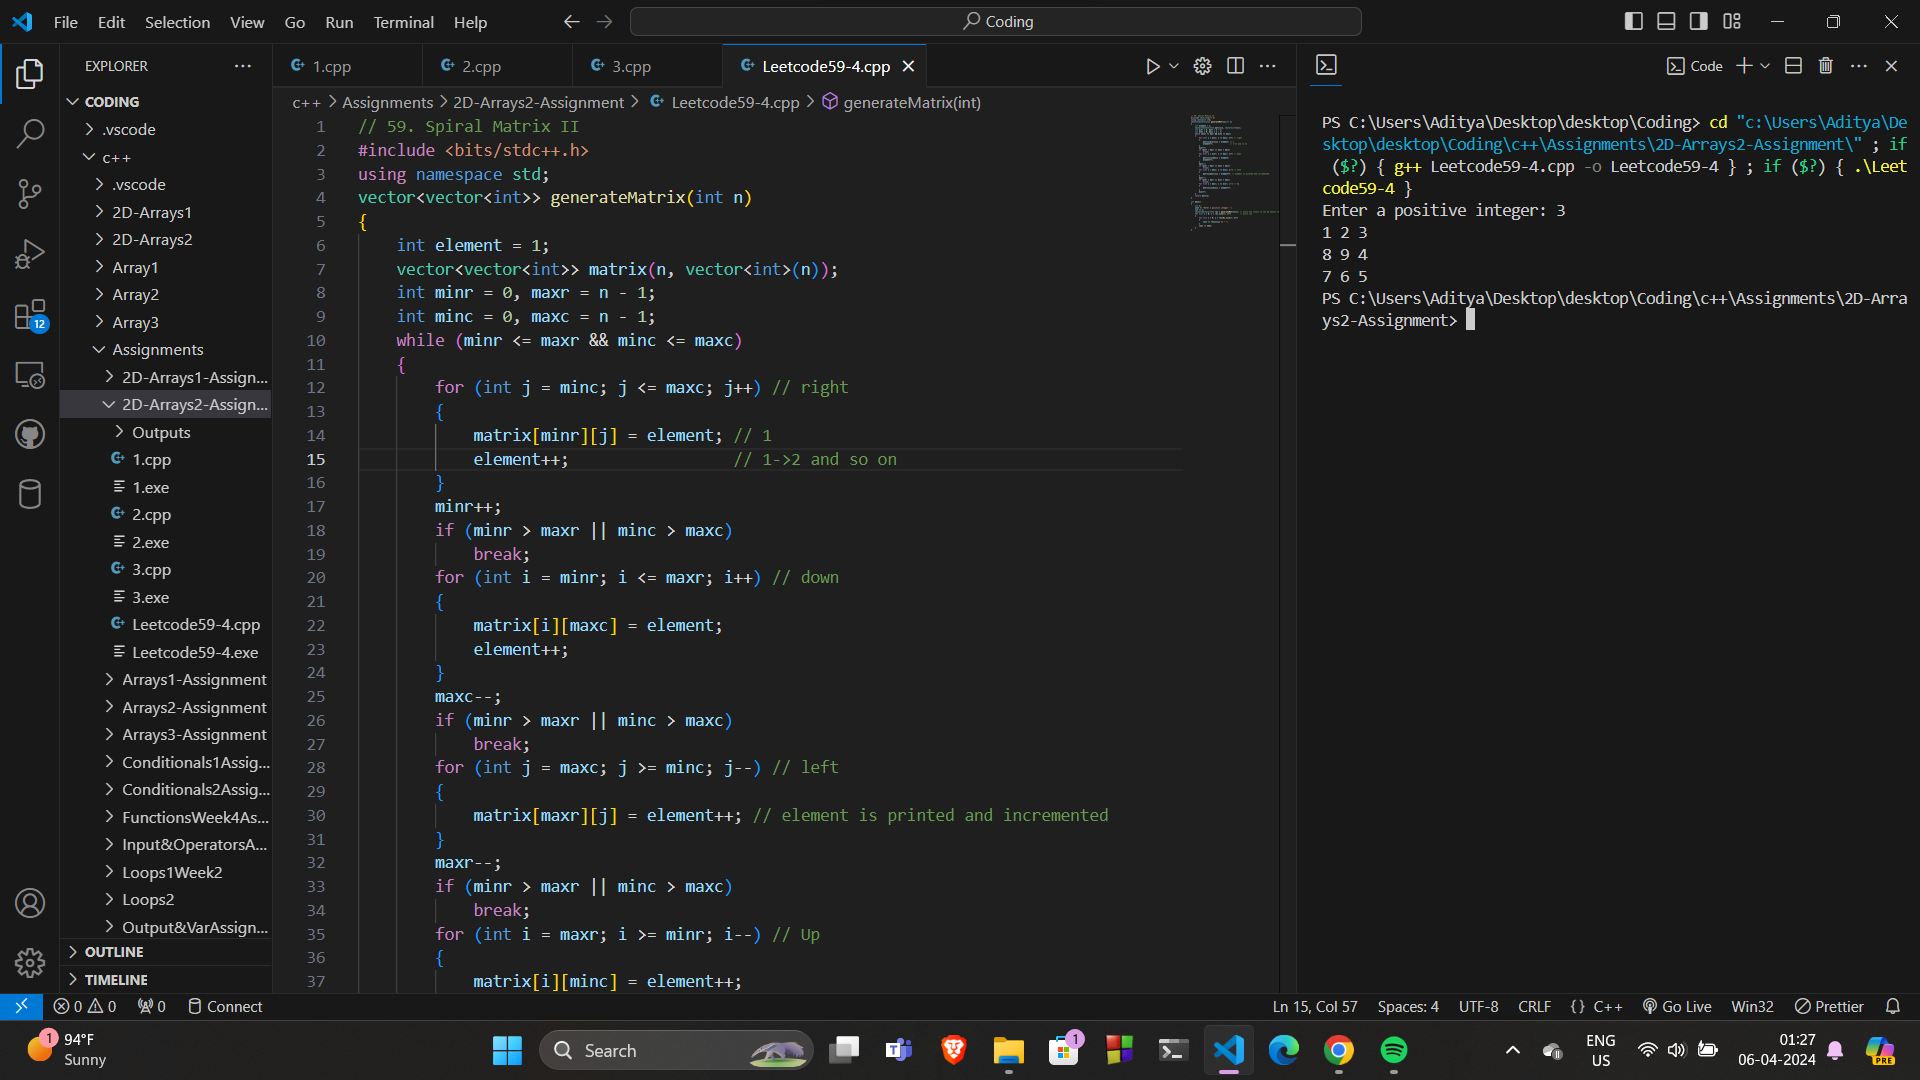 File Edit Selection View Go Run Terminal Help
Coding
EXPLORER
CODING
.vscode
c++
.vscode
2D-Arrays1
2D-Arrays2
Array1
Array2
Array3
Assignments
2D-Arrays1-Assign...
2D-Arrays2-Assign...
Outputs
1.cpp
1.exe
2.cpp
2.exe
3.cpp
3.exe
Leetcode59-4.cpp
Leetcode59-4.exe
Arrays1-Assignment
Arrays2-Assignment
Arrays3-Assignment
Conditionals1Assig...
Conditionals2Assig...
FunctionsWeek4As...
Input&OperatorsA...
Loops1Week2
Loops2
Output&VarAssign...
OUTLINE
TIMELINE
12
1.cpp 2.cpp 3.cpp Leetcode59-4.cpp
c++ > Assignments > 2D-Arrays2-Assignment > Leetcode59-4.cpp > generateMatrix(int)
1 // 59. Spiral Matrix II
2 #include <bits/stdc++.h>
3 using namespace std;
4 vector<vector<int>> generateMatrix(int n)
5 {
6 int element = 1;
7 vector<vector<int>> matrix(n, vector<int>(n));
8 int minr = 0, maxr = n - 1;
9 int minc = 0, maxc = n - 1;
10 while (minr <= maxr && minc <= maxc)
11 {
12 for (int j = minc; j <= maxc; j++) // right
13 {
14 matrix[minr][j] = element; // 1
15 element++; // 1->2 and so on
16 }
17 minr++;
18 if (minr > maxr || minc > maxc)
19 break;
20 for (int i = minr; i <= maxr; i++) // down
21 {
22 matrix[i][maxc] = element;
23 element++;
24 }
25 maxc--;
26 if (minr > maxr || minc > maxc)
27 break;
28 for (int j = maxc; j >= minc; j--) // left
29 {
30 matrix[maxr][j] = element++; // element is printed and incremented
31 }
32 maxr--;
33 if (minr > maxr || minc > maxc)
34 break;
35 for (int i = maxr; i >= minr; i--) // Up
36 {
37 matrix[i][minc] = element++;
Code
PS C:\Users\Aditya\Desktop\desktop\Coding> cd "c:\Users\Aditya\De
sktop\desktop\Coding\c++\Assignments\2D-Arrays2-Assignment\" ; if
($?) { g++ Leetcode59-4.cpp -o Leetcode59-4 } ; if ($?) { .\Leet
code59-4 }
Enter a positive integer: 3
1 2 3
8 9 4
7 6 5
PS C:\Users\Aditya\Desktop\desktop\Coding\c++\Assignments\2D-Arra
ys2-Assignment>
0 0 0 Connect
Ln 15, Col 57 Spaces: 4 UTF-8 CRLF {} C++ Go Live Win32 Prettier
1
94°F
Sunny
Search
1
ENG
US
01:27
06-04-2024
PRE